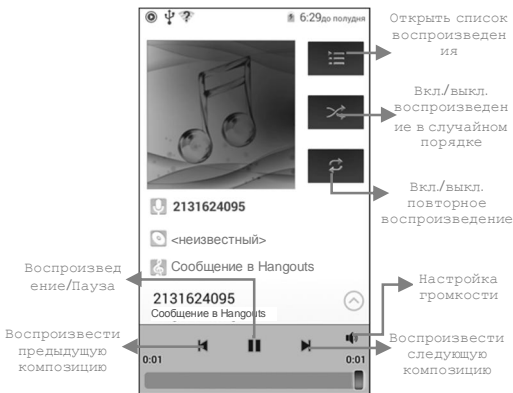 6:29до полудня
Открыть список
воспроизведен
ия
Вкл./выкл.
воспроизведен
ие в случайном
порядке
Вкл./выкл.
повторное
воспроизведение
2131624095
<неизвестный>
Сообщение в Hangouts
Воспроизвед
ение/Пауза
Настройка
громкости
2131624095
Сообщение в Hangouts
Воспроизвести
предыдущую
композицию
Воспроизвести
следующую
композицию
0:01
0:01